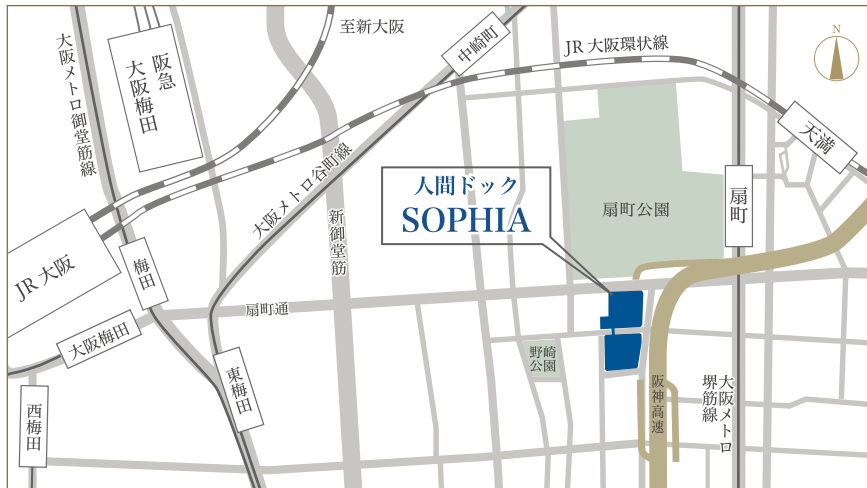 至新大阪
中崎町
JR 大阪環状線
N
大阪メトロ御堂筋線
阪急
大阪梅田
天満
人間ドック
SOPHIA
扇町公園
扇町
大阪メトロ谷町線
新御堂筋
JR 大阪
梅田
扇町通
大阪梅田
東梅田
西梅田
野崎
公園
阪神高速
大阪メトロ
堺筋線